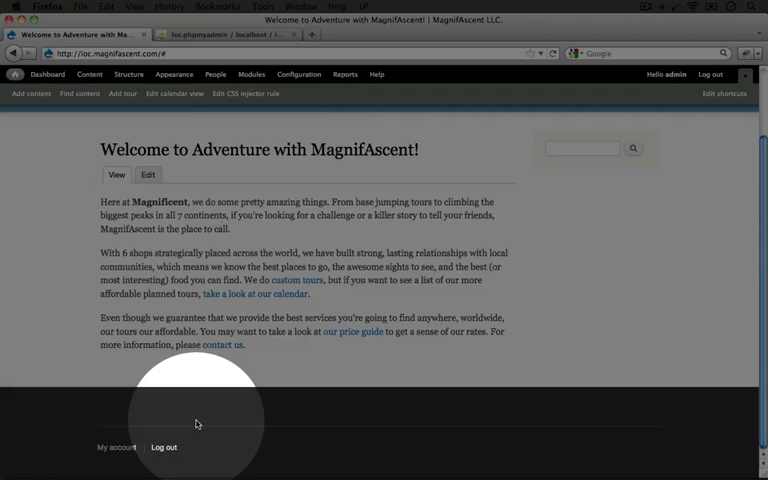 Firefox File Edit View History Bookmarks Tools Window Help 1P
Welcome to Adventure with MagnifAscent! | MagnifAscent LLC.
Welcome to Adventure with Ma... loc.phpmyadmin / localhost / l...
http://loc.magnifascent.com/# Google
Dashboard Content Structure Appearance People Modules Configuration Reports Help Hello admin Log out
Add content Find content Add tour Edit calendar view Edit CSS injector rule Edit shortcuts
Welcome to Adventure with MagnifAscent!
View Edit
Here at Magnificent, we do some pretty amazing things. From base jumping tours to climbing the
biggest peaks in all 7 continents, if you're looking for a challenge or a killer story to tell your friends,
MagnifAscent is the place to call.
With 6 shops strategically placed across the world, we have built strong, lasting relationships with local
communities, which means we know the best places to go, the awesome sights to see, and the best (or
most interesting) food you can find. We do custom tours, but if you want to see a list of our more
affordable planned tours, take a look at our calendar.
Even though we guarantee that we provide the best services you're going to find anywhere, worldwide,
our tours our affordable. You may want to take a look at our price guide to get a sense of our rates. For
more information, please contact us.
My account Log out